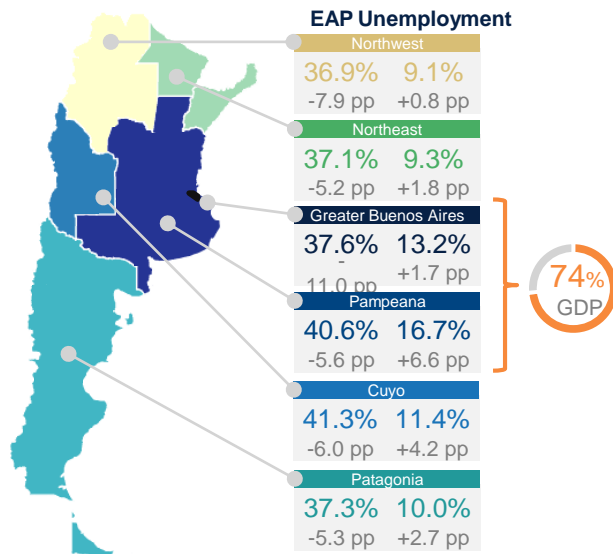 EAP Unemployment
Northwest
36.9% 9.1%
-7.9 pp +0.8 pp
Northeast
37.1% 9.3%
-5.2 pp +1.8 pp
Greater Buenos Aires
37.6% 13.2%
-
11.0 pp +1.7 pp
Pampeana
40.6% 16.7%
-5.6 pp +6.6 pp
74%
GDP
Cuyo
41.3% 11.4%
-6.0 pp +4.2 pp
Patagonia
37.3% 10.0%
-5.3 pp +2.7 pp